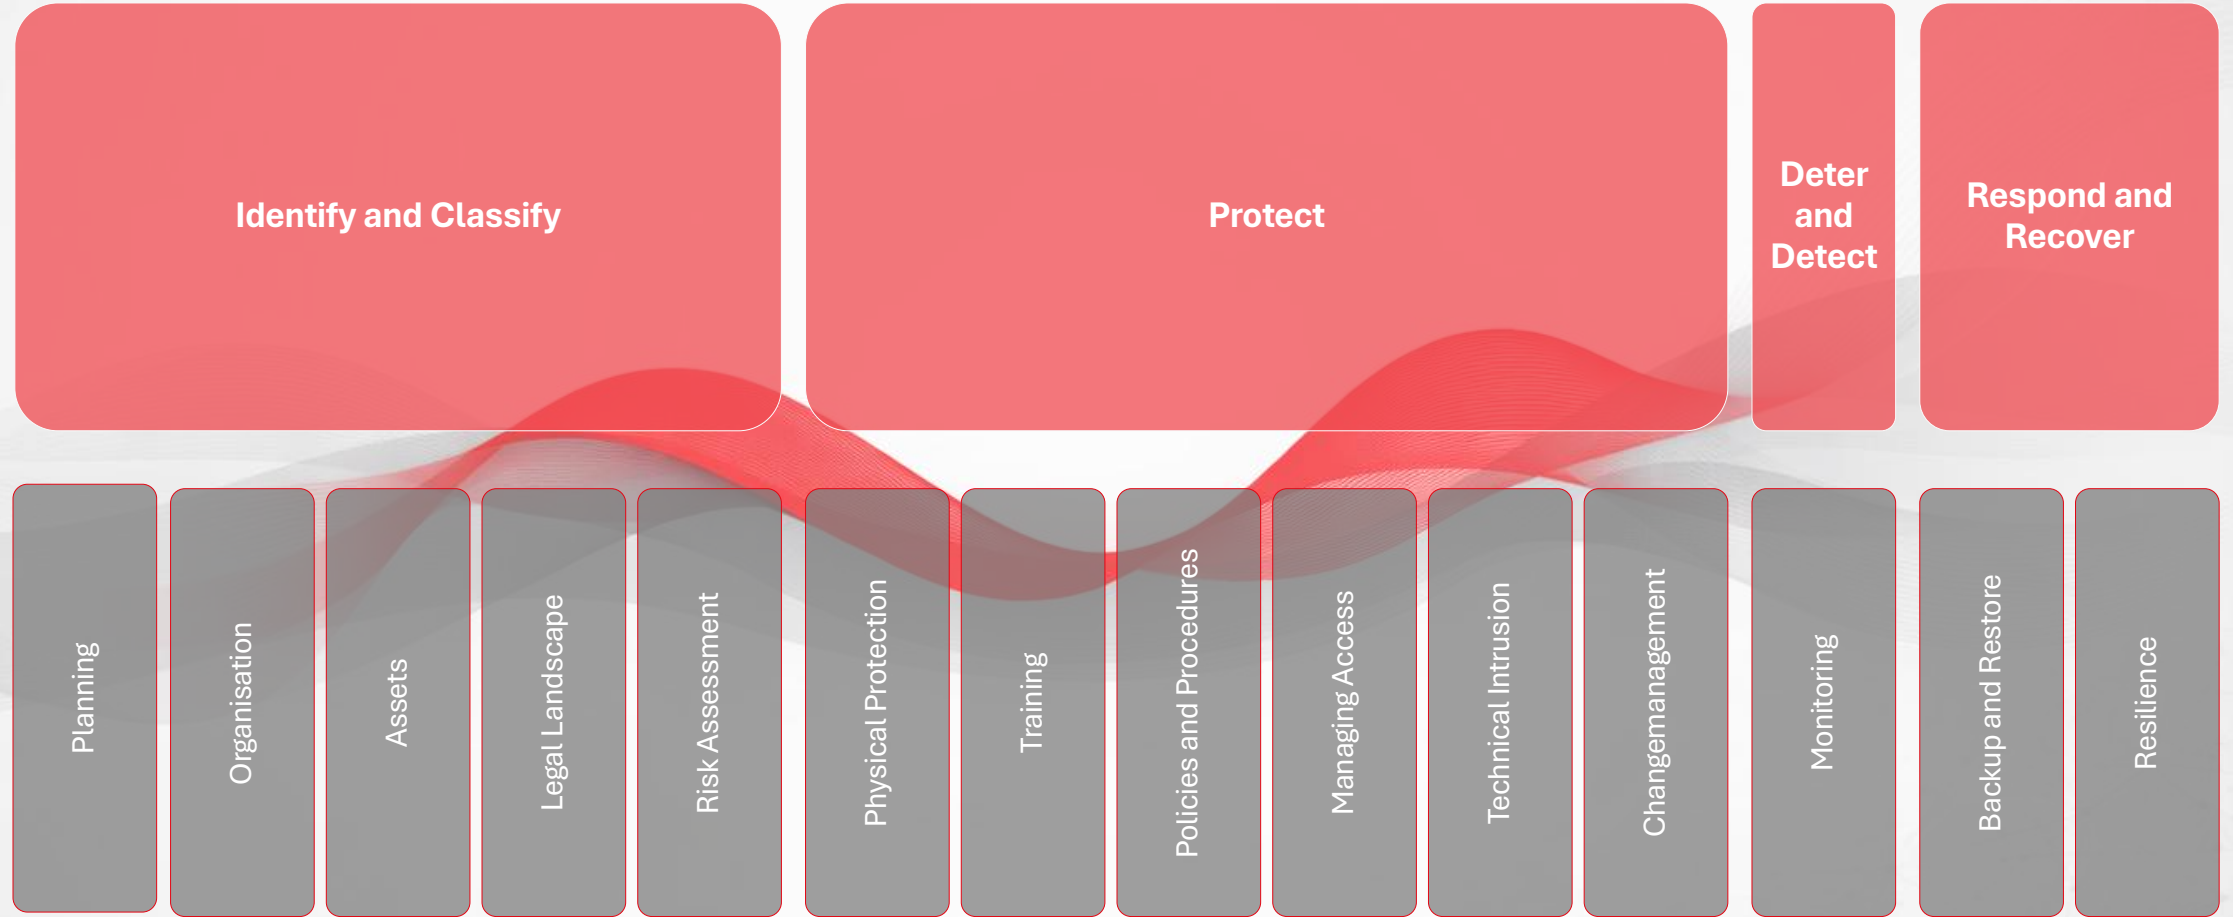 Identify and Classify
Protect
Deter
and
Detect
Respond and
Recover
Planning
Organisation
Assets
Legal Landscape
Risk Assessment
Physical Protection
Training
Policies and Procedures
Managing Access
Technical Intrusion
Changemanagement
Monitoring
Backup and Restore
Resilience